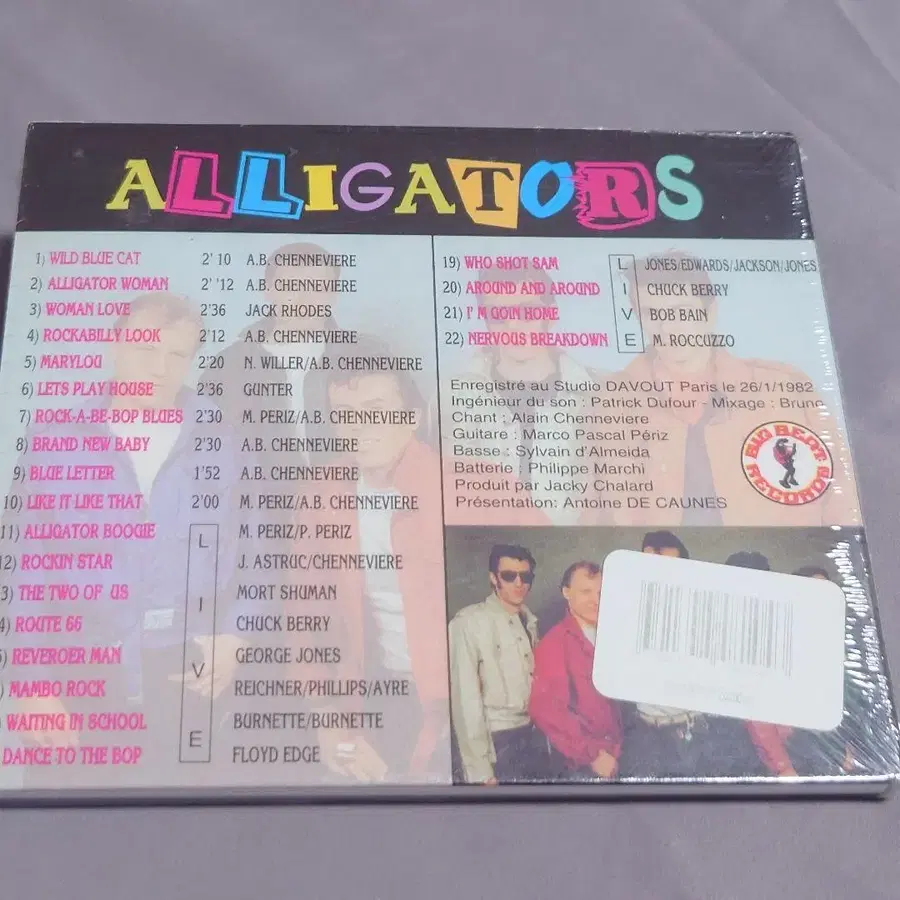 ALLIGATORS
1) WILD BLUE CAT 2'10 A.B. CHENNEVIERE
2) ALLIGATOR WOMAN 2''12 A.B. CHENNEVIERE
3) WOMAN LOVE 2'36 JACK RHODES
4) ROCKABILLY LOOK 2'12 A.B. CHENNEVIERE
5) MARYLOU 2'20 N. WILLER/A.B. CHENNEVIERE
6) LETS PLAY HOUSE 2'36 GUNTER
7) ROCK-A-BE-BOP BLUES 2'30 M. PERIZ/A.B. CHENNEVIERE
8) BRAND NEW BABY 2'30 A.B. CHENNEVIERE
9) BLUE LETTER 1'52 A.B. CHENNEVIERE
10) LIKE IT LIKE THAT 2'00 M. PERIZ/A.B. CHENNEVIERE
11) ALLIGATOR BOOGIE M. PERIZ/P. PERIZ
2) ROCKIN STAR J. ASTRUC/CHENNEVIERE
3) THE TWO OF US MORT SHUMAN
4) ROUTE 66 CHUCK BERRY
) REVEROER MAN GEORGE JONES
) MAMBO ROCK REICHNER/PHILLIPS/AYRE
WAITING IN SCHOOL BURNETTE/BURNETTE
DANCE TO THE BOP FLOYD EDGE
LIVE
19) WHO SHOT SAM JONES/EDWARDS/JACKSON/JONES
20) AROUND AND AROUND CHUCK BERRY
21) I' M GOIN HOME BOB BAIN
22) NERVOUS BREAKDOWN M. ROCCUZZO
LIVE
Enregistré au Studio DAVOUT Paris le 26/1/1982
Ingénieur du son : Patrick Dufour - Mixage : Bruno
Chant : Alain Chenneviere
Guitare : Marco Pascal Périz
Basse : Sylvain d'Almeida
Batterie : Philippe Marchi
Produit par Jacky Chalard
Présentation: Antoine DE CAUNES
BIG BEAT
RECORDS